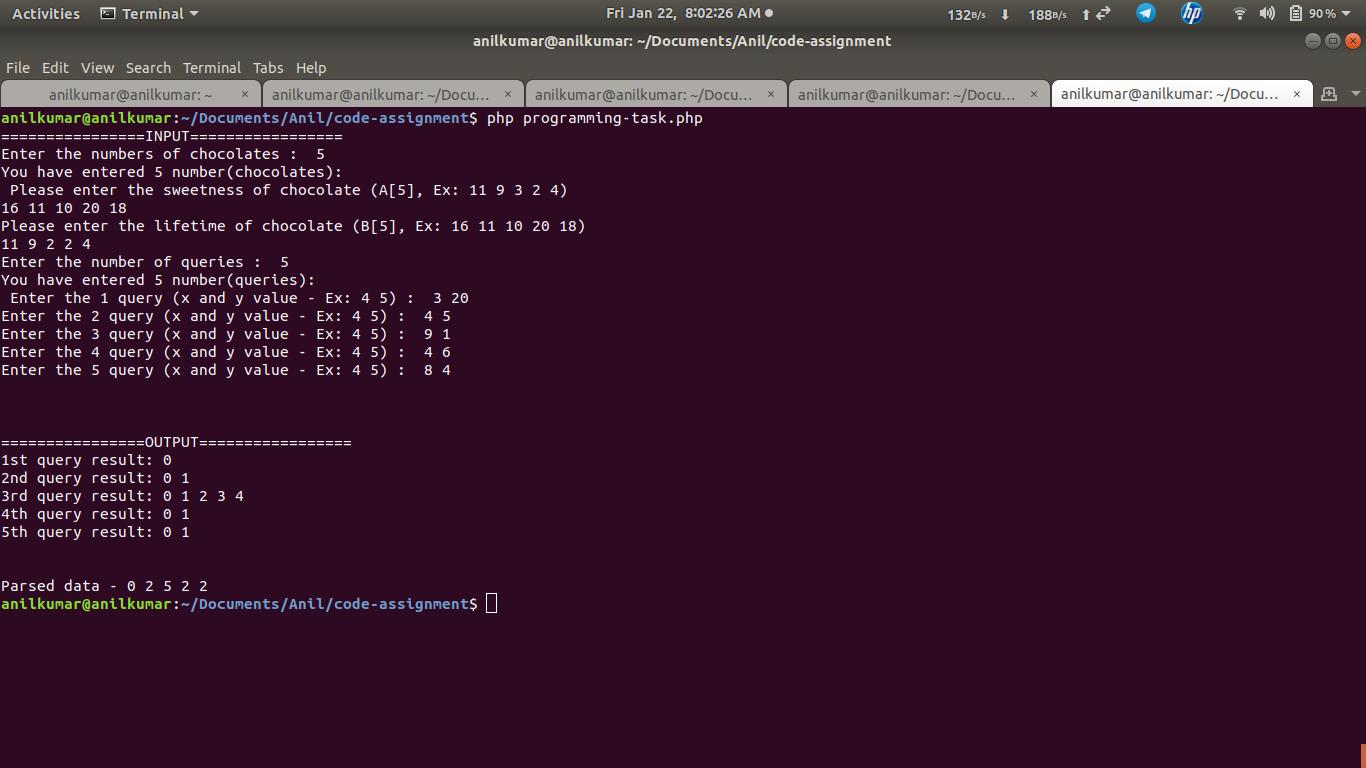 Activities Terminal Fri Jan 22, 8:02:26 AM 132B/s 188B/s hp 90 %
anilkumar@anilkumar: ~/Documents/Anil/code-assignment
File Edit View Search Terminal Tabs Help
anilkumar@anilkumar: ~ × anilkumar@anilkumar: ~/Docu... × anilkumar@anilkumar: ~/Docu... × anilkumar@anilkumar: ~/Docu... × anilkumar@anilkumar: ~/Docu... ×
anilkumar@anilkumar:~/Documents/Anil/code-assignment$ php programming-task.php
================INPUT=================
Enter the numbers of chocolates :  5
You have entered 5 number(chocolates):
 Please enter the sweetness of chocolate (A[5], Ex: 11 9 3 2 4)
16 11 10 20 18
Please enter the lifetime of chocolate (B[5], Ex: 16 11 10 20 18)
11 9 2 2 4
Enter the number of queries :  5
You have entered 5 number(queries):
 Enter the 1 query (x and y value - Ex: 4 5) :  3 20
Enter the 2 query (x and y value - Ex: 4 5) :  4 5
Enter the 3 query (x and y value - Ex: 4 5) :  9 1
Enter the 4 query (x and y value - Ex: 4 5) :  4 6
Enter the 5 query (x and y value - Ex: 4 5) :  8 4
================OUTPUT=================
1st query result: 0
2nd query result: 0 1
3rd query result: 0 1 2 3 4
4th query result: 0 1
5th query result: 0 1
Parsed data - 0 2 5 2 2
anilkumar@anilkumar:~/Documents/Anil/code-assignment$